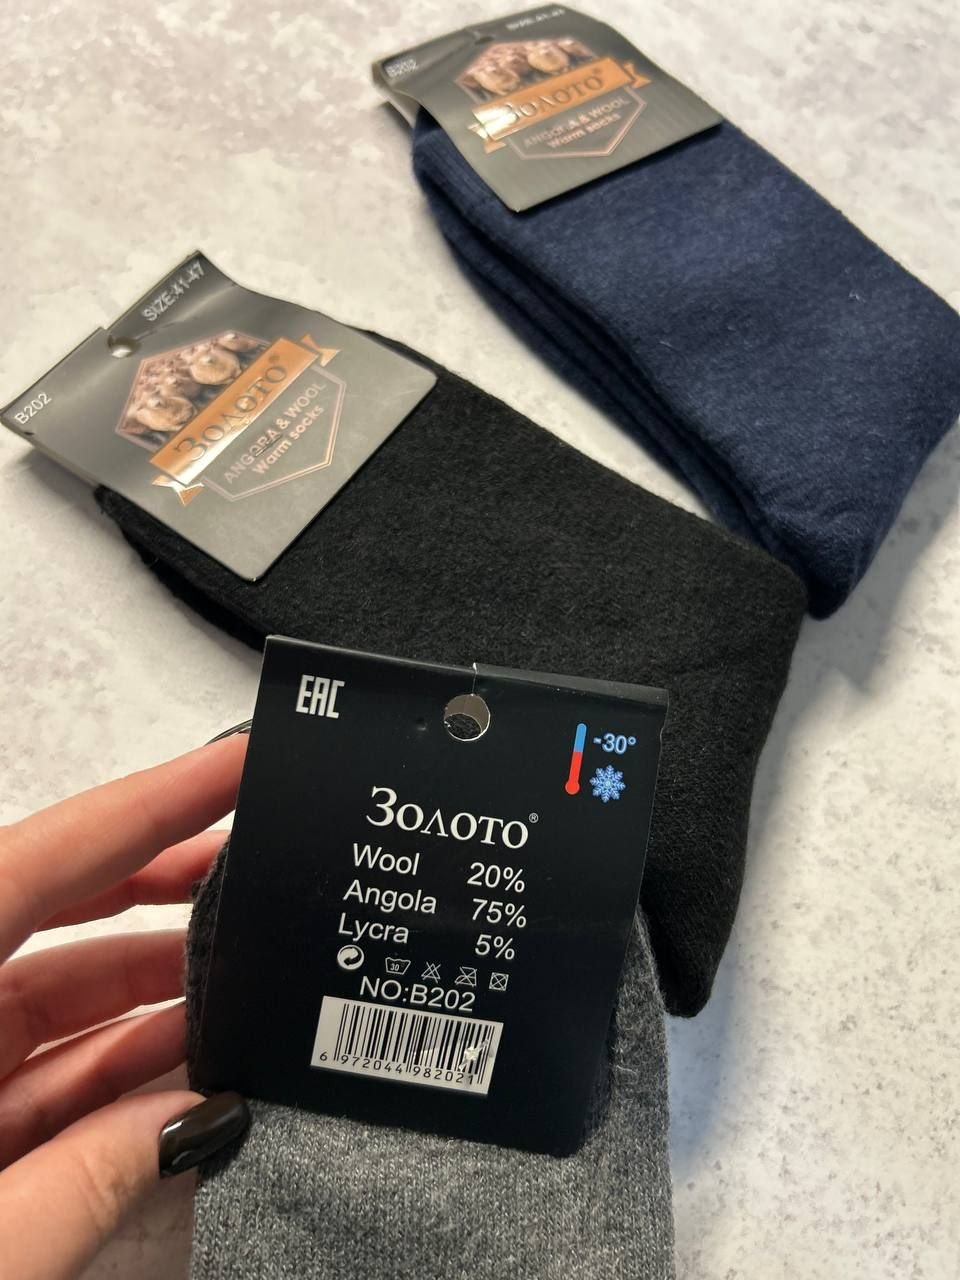 B202
ЗОЛОТО®
ANGORA & WOOL
Warm socks
SIZE:41-47
B202
ЗОЛОТО®
ANGORA & WOOL
Warm socks
EAC
-30°
ЗОЛОТО®
Wool 20%
Angola 75%
Lycra 5%
30
NO:B202
6 972044 982021